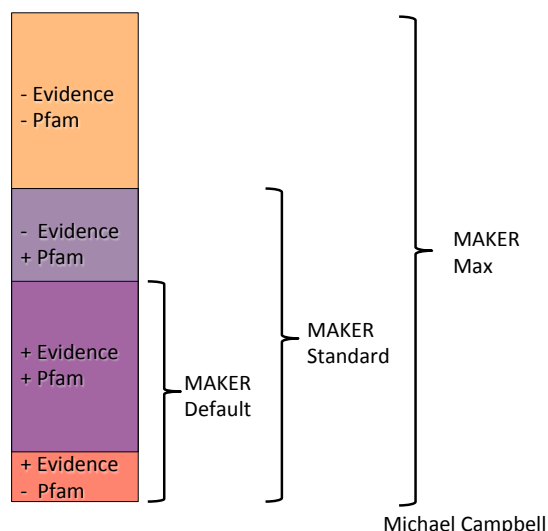 - Evidence
- Pfam
- Evidence
+ Pfam
MAKER
Max
MAKER
Standard
+ Evidence
+ Pfam
MAKER
Default
+ Evidence
- Pfam
Michael Campbell